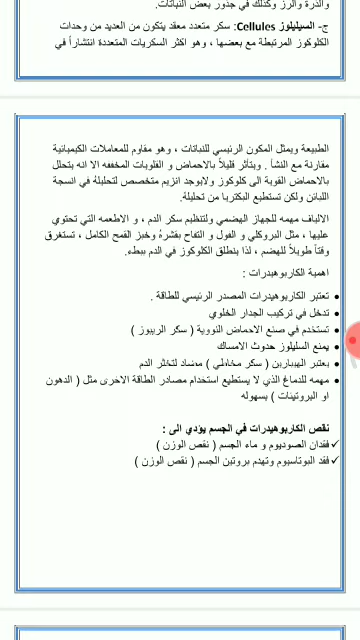 والذرة والرز وكذلك في جذور بعض النباتات.
ج- السيليلوز Cellules: سكر متعدد معقد يتكون من العديد من وحدات
الكلوكوز المرتبطة مع بعضها ، وهو اكثر السكريات المتعددة انتشاراً في
الطبيعة ويمثل المكون الرئيسي للنباتات ، وهو مقاوم للمعاملات الكيميائية
مقارنة مع النشأ . ويتأثر قليلاً بالاحماض و القلويات المخففه الا انه يتحلل
بالاحماض القوية الى كلوكوز ولايوجد انزيم متخصص لتحليلة في انسجة
اللبائن ولكن تستطيع البكتريا من تحليلة.
الالياف مهمه للجهاز الهضمي ولتنظيم سكر الدم ، و الاطعمه التي تحتوي
عليها ، مثل البروكلي و الفول و التفاح بقشرهُ وخبز القمح الكامل ، تستغرق
وقتاً طويلاً للهضم ، لذا ينطلق الكلوكوز في الدم ببطء.
اهمية الكاربوهيدرات :
• تعتبر الكاربوهيدرات المصدر الرئيسي للطاقة .
• تدخل في تركيب الجدار الخلوي
• تستخدم في صنع الاحماض النووية ( سكر الريبوز )
• يمنع السليلوز حدوث الامساك
• يعتبر الهيبارين ( سكر مخاطي ) مضاد لتخثر الدم
• مهمه للدماغ الذي لا يستطيع استخدام مصادر الطاقة الاخرى مثل ( الدهون
او البروتينات ) بسهوله
نقص الكاربوهيدرات في الجسم يؤدي الى :
✓ فقدان الصوديوم و ماء الجسم ( نقص الوزن )
✓ فقد البوتاسيوم وتهدم بروتين الجسم ( نقص الوزن )